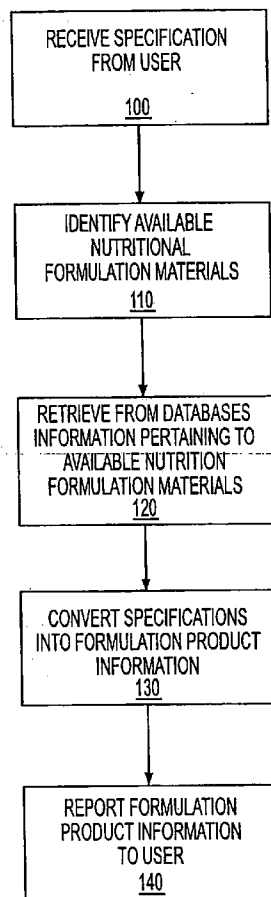 RECEIVE SPECIFICATION
FROM USER
100
IDENTIFY AVAILABLE
NUTRITIONAL
FORMULATION MATERIALS
110
RETRIEVE FROM DATABASES
INFORMATION PERTAINING TO
AVAILABLE NUTRITION
FORMULATION MATERIALS
120
CONVERT SPECIFICATIONS
INTO FORMULATION PRODUCT
INFORMATION
130
REPORT FORMULATION
PRODUCT INFORMATION
TO USER
140